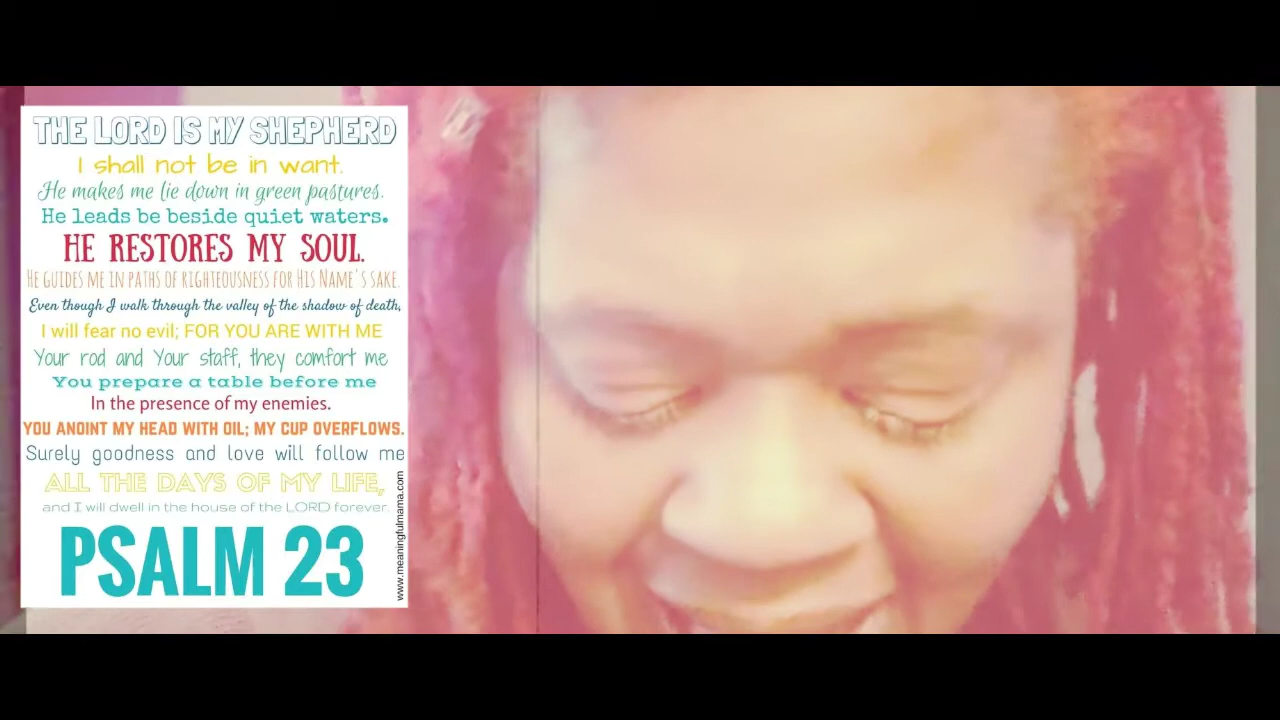 THE LORD IS MY SHEPHERD
I shall not be in want.
He makes me lie down in green pastures.
He leads be beside quiet waters.
HE RESTORES MY SOUL.
HE GUIDES ME IN PATHS OF RIGHTEOUSNESS FOR HIS NAME'S SAKE.
Even though I walk through the valley of the shadow of death,
I will fear no evil; FOR YOU ARE WITH ME
Your rod and Your staff, they comfort me
You prepare a table before me
In the presence of my enemies.
YOU ANOINT MY HEAD WITH OIL; MY CUP OVERFLOWS.
Surely goodness and love will follow me
ALL THE DAYS OF MY LIFE,
and I will dwell in the house of the LORD forever.
PSALM 23
www.meaningfulmama.com